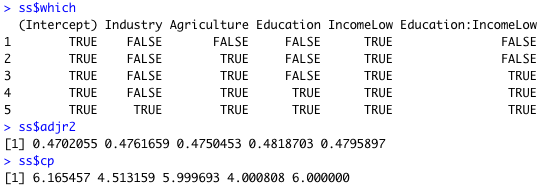 > ss$which
  (Intercept) Industry Agriculture Education IncomeLow Education:IncomeLow
1        TRUE    FALSE       FALSE     FALSE      TRUE               FALSE
2        TRUE    FALSE        TRUE     FALSE      TRUE               FALSE
3        TRUE    FALSE        TRUE     FALSE      TRUE                TRUE
4        TRUE    FALSE        TRUE      TRUE      TRUE                TRUE
5        TRUE     TRUE        TRUE      TRUE      TRUE                TRUE
> ss$adjr2
[1] 0.4702055 0.4761659 0.4750453 0.4818703 0.4795897
> ss$cp
[1] 6.165457 4.513159 5.999693 4.000808 6.000000